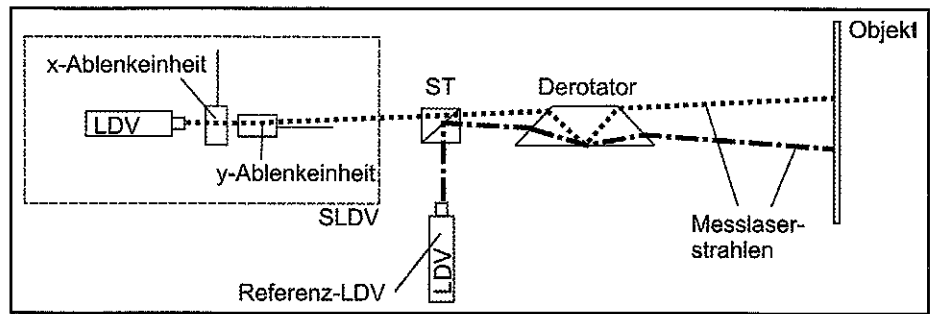 Objekt
x-Ablenkeinheit
ST
Derotator
LDV
y-Ablenkeinheit
SLDV
Messlaser-
strahlen
LDV
Referenz-LDV